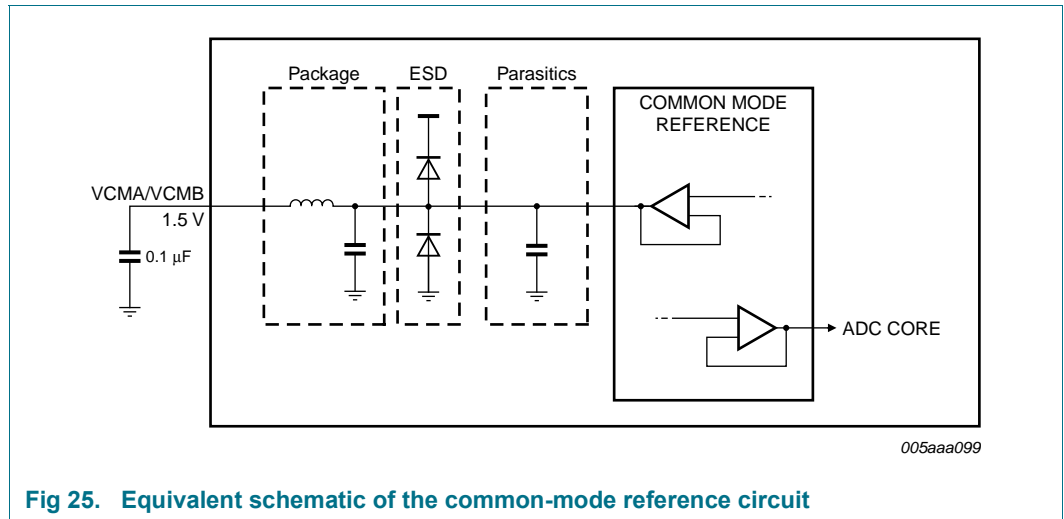 Package ESD Parasitics
COMMON MODE
REFERENCE
VCMA/VCMB
1.5 V
0.1 μF
ADC CORE
005aaa099
Fig 25. Equivalent schematic of the common-mode reference circuit